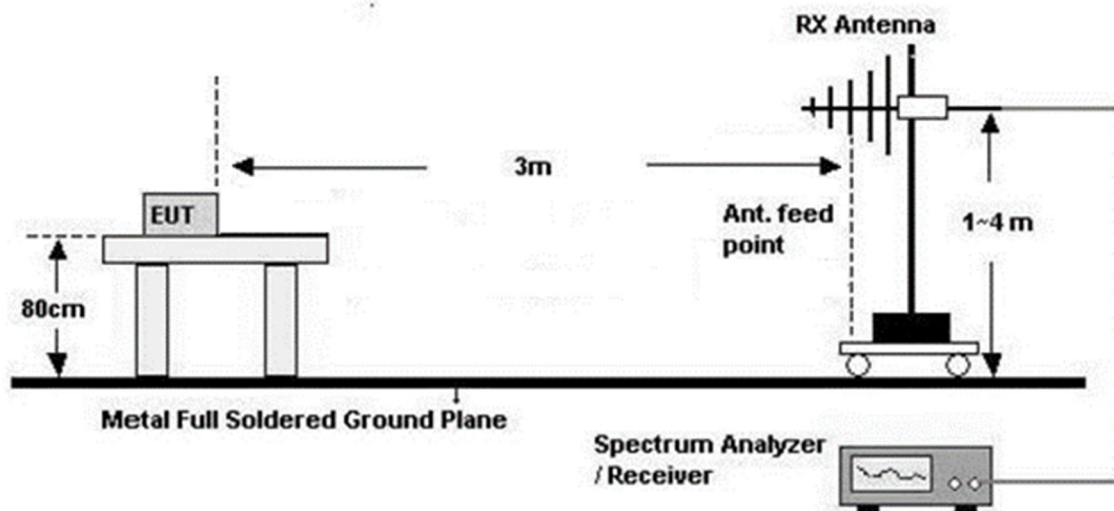 RX Antenna
3m
EUT
Ant. feed
point
1~4 m
80cm
Metal Full Soldered Ground Plane
Spectrum Analyzer
/ Receiver